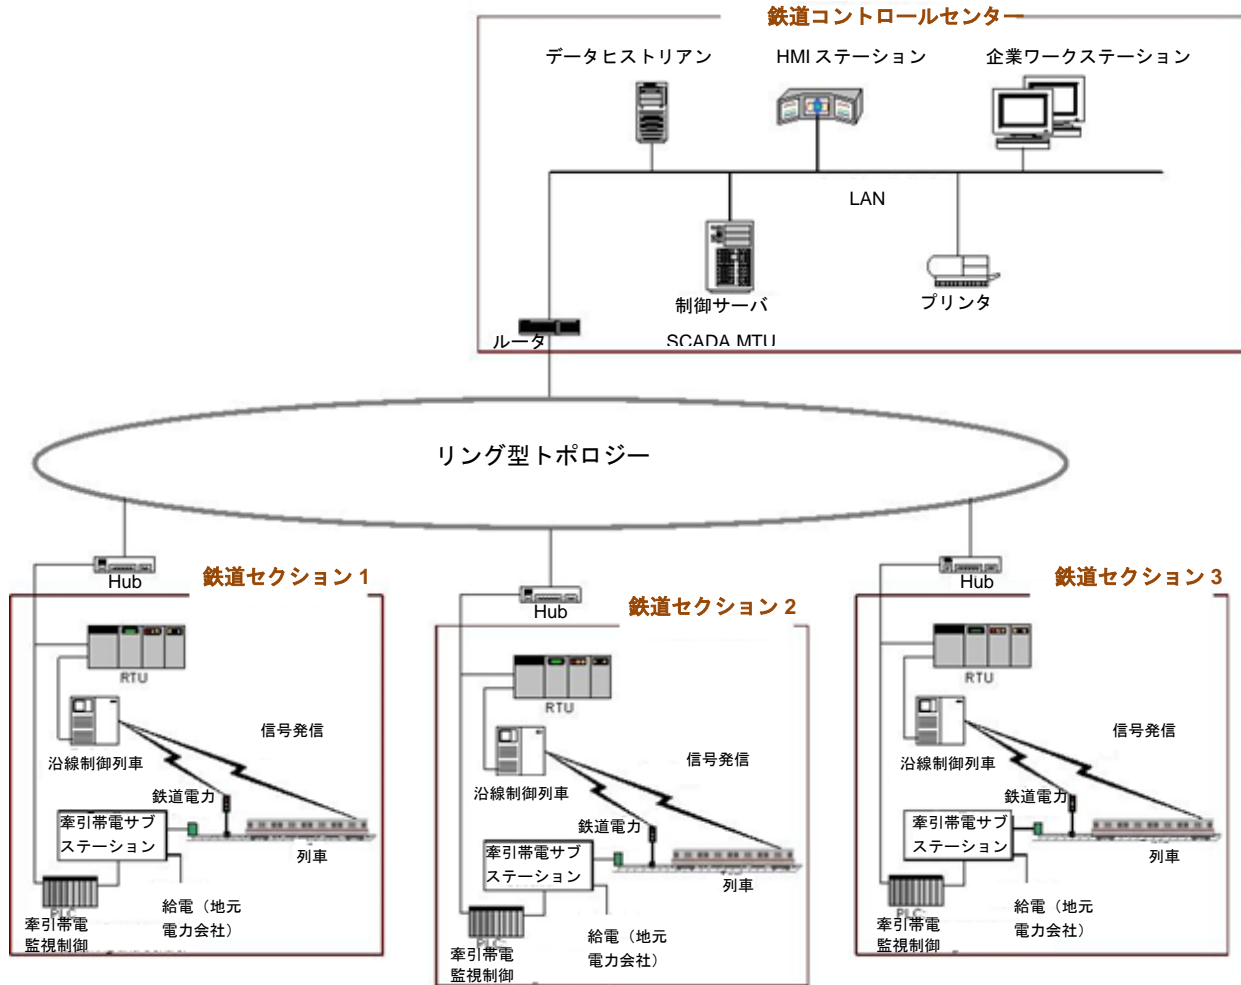 鉄道コントロールセンター
データヒストリアン
HMI ステーション
企業ワークステーション
LAN
制御サーバ
プリンタ
ルータ
SCADA MTU
リング型トポロジー
Hub
鉄道セクション 1
RTU
信号発信
沿線制御列車
鉄道電力
牽引帯電サブ
ステーション
列車
PLC
牽引帯電
監視制御
給電（地元
電力会社）
Hub
鉄道セクション 2
RTU
信号発信
沿線制御列車
鉄道電力
牽引帯電サブ
ステーション
列車
PLC
牽引帯電
監視制御
給電（地元
電力会社）
Hub
鉄道セクション 3
RTU
信号発信
沿線制御列車
鉄道電力
牽引帯電サブ
ステーション
列車
PLC
牽引帯電
監視制御
給電（地元
電力会社）